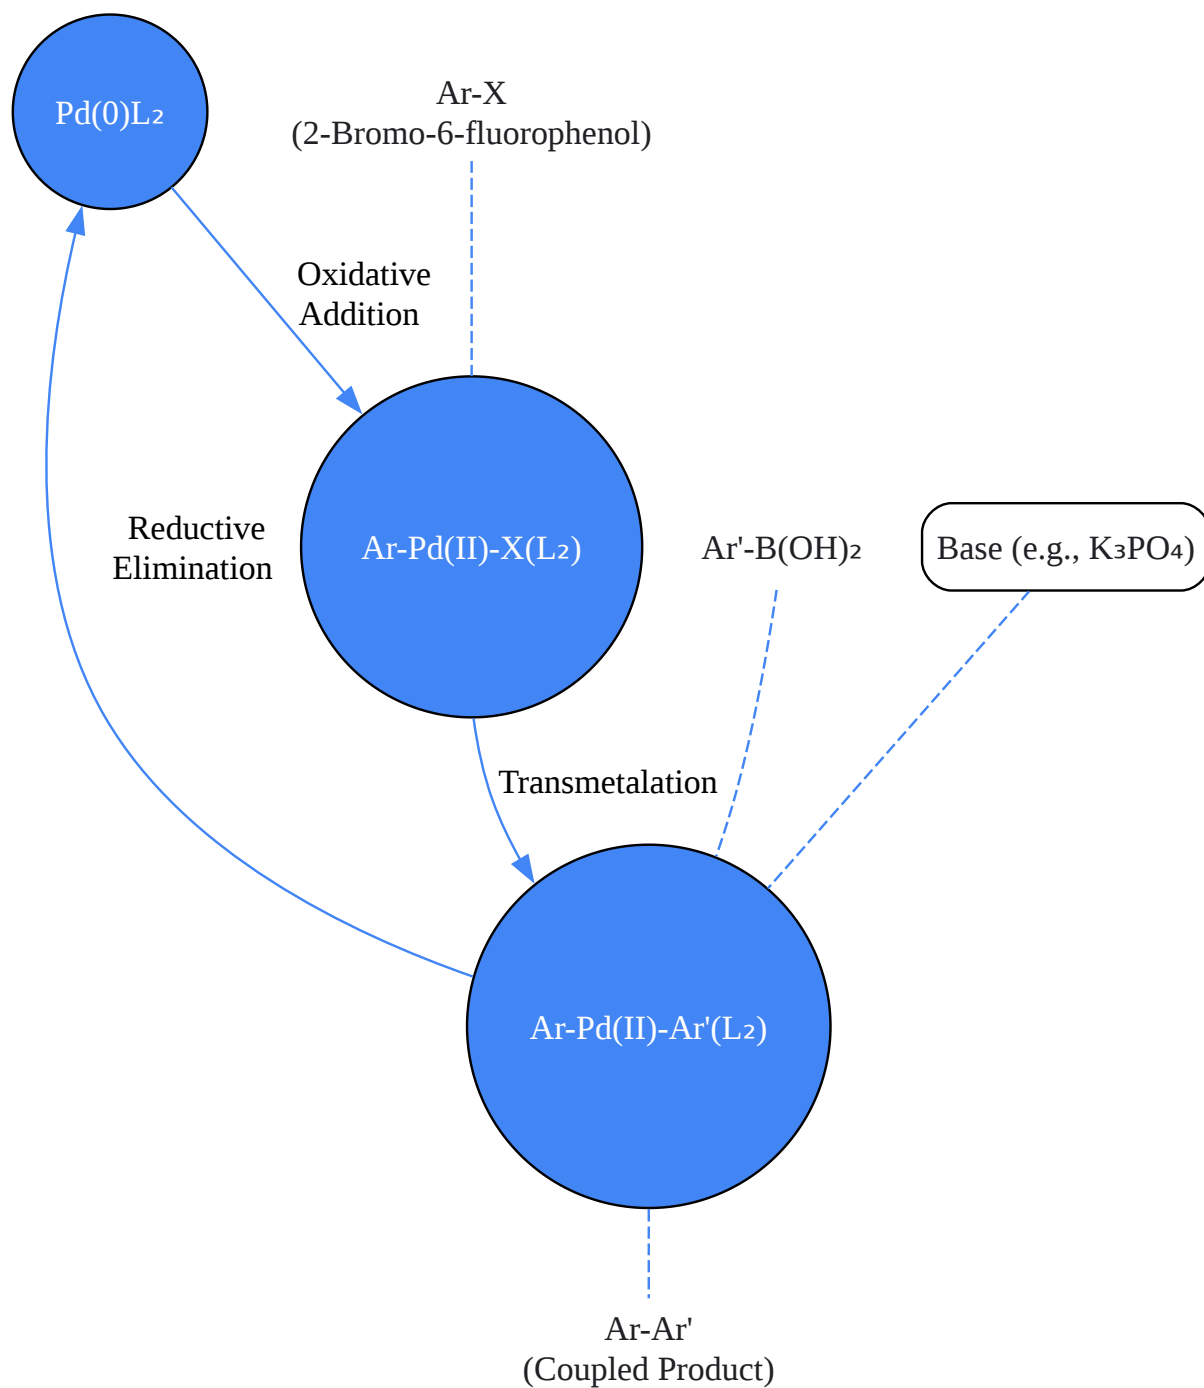 Pd(0)L₂
Ar-X
(2-Bromo-6-fluorophenol)
Oxidative
Addition
Reductive
Elimination
Ar-Pd(II)-X(L₂)
Ar'-B(OH)₂
Base (e.g., K₃PO₄)
Transmetalation
Ar-Pd(II)-Ar'(L₂)
Ar-Ar'
(Coupled Product)